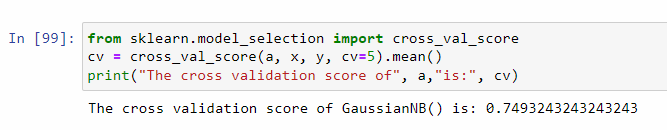 In [99]: from sklearn.model_selection import cross_val_score
cv = cross_val_score(a, x, y, cv=5).mean()
print("The cross validation score of", a,"is:", cv)
The cross validation score of GaussianNB() is: 0.7493243243243243